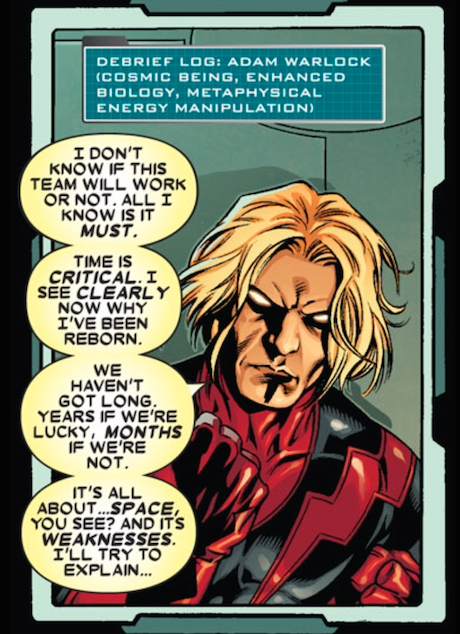 DEBRIEF LOG: ADAM WARLOCK
(COSMIC BEING, ENHANCED
BIOLOGY, METAPHYSICAL
ENERGY MANIPULATION)
I DON'T
KNOW IF THIS
TEAM WILL WORK
OR NOT. ALL I
KNOW IS IT
MUST.
TIME IS
CRITICAL. I
SEE CLEARLY
NOW WHY
I'VE BEEN
REBORN.
WE
HAVEN'T
GOT LONG.
YEARS IF WE'RE
LUCKY, MONTHS
IF WE'RE
NOT.
IT'S ALL
ABOUT...SPACE,
YOU SEE? AND ITS
WEAKNESSES.
I'LL TRY TO
EXPLAIN...